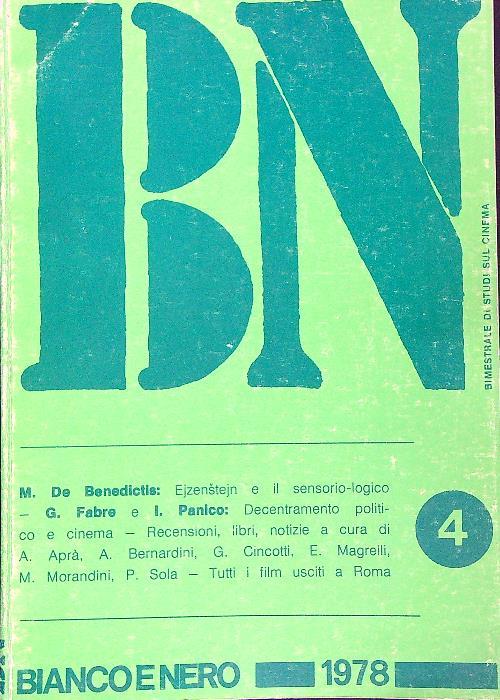 BN
BIMESTRALE DI STUDI SUL CINEMA
M. De Benedictis: Ejzenštejn e il sensorio-logico
– G. Fabre e I. Panico: Decentramento politi-
co e cinema – Recensioni, libri, notizie a cura di
A. Aprà, A. Bernardini, G. Cincotti, E. Magrelli,
M. Morandini, P. Sola – Tutti i film usciti a Roma
4
BIANCO E NERO 1978